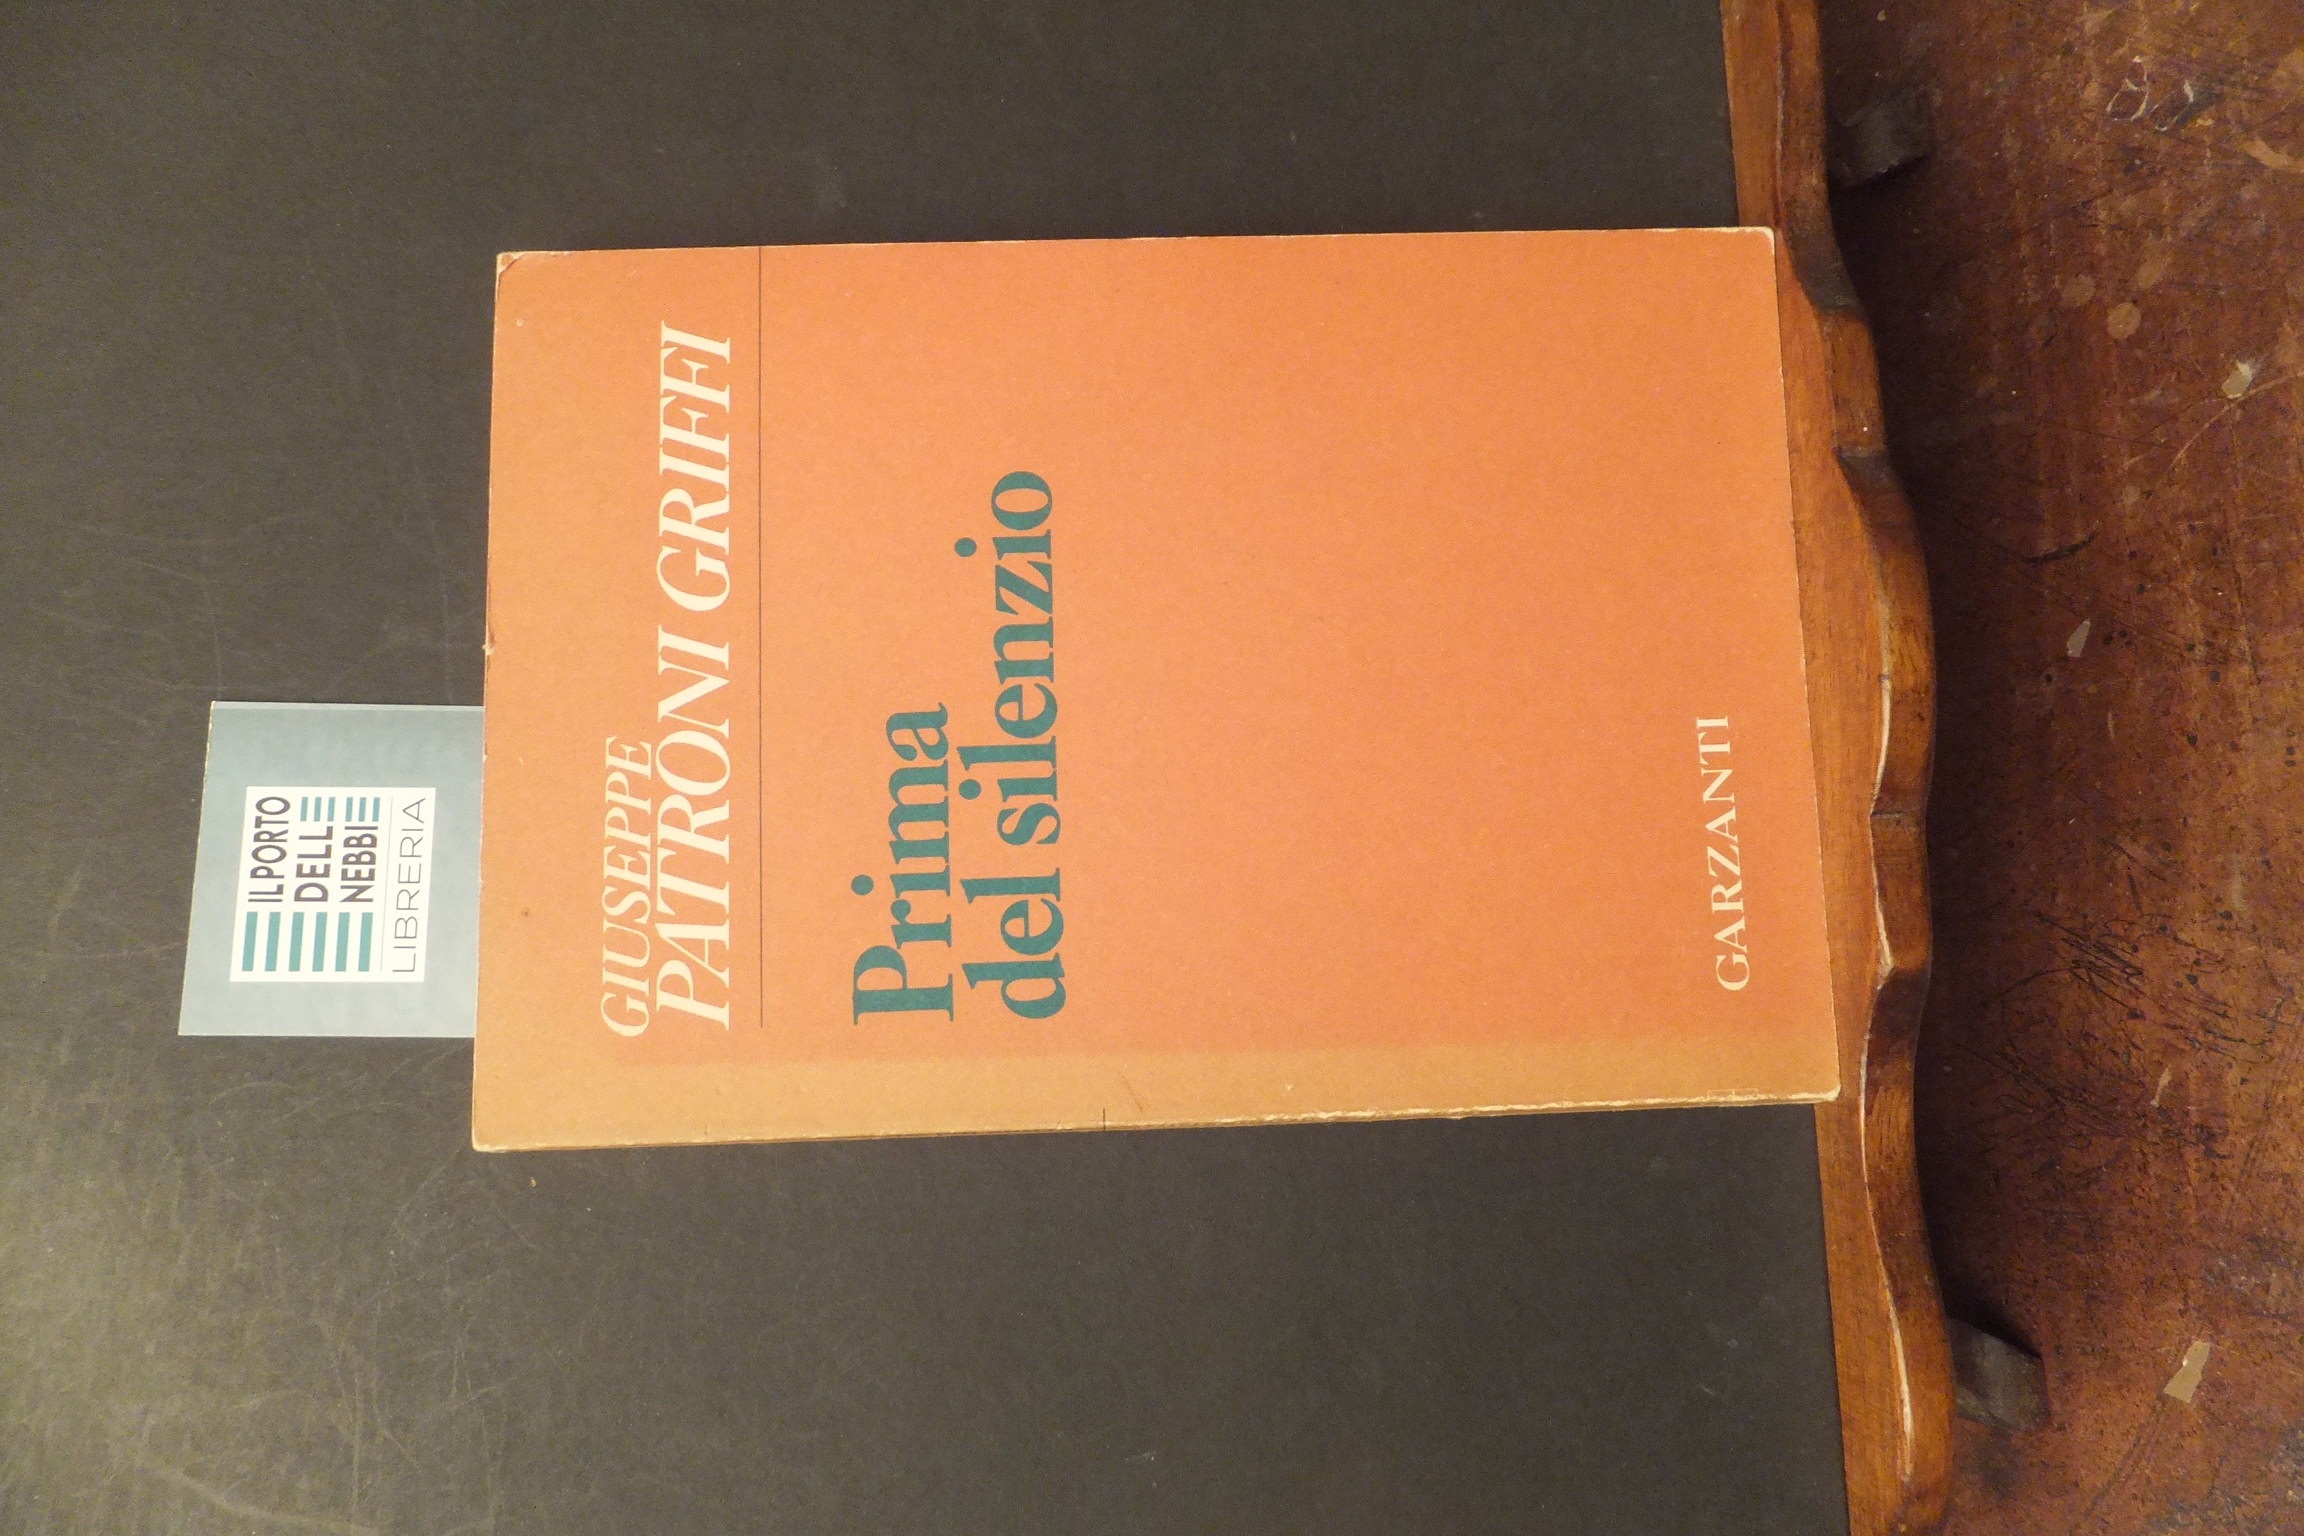 IL PORTO
DELLE
NEBBIE
LIBRERIA
GIUSEPPE
PATRONI GRIFFI
Prima
del silenzio
GARZANTI